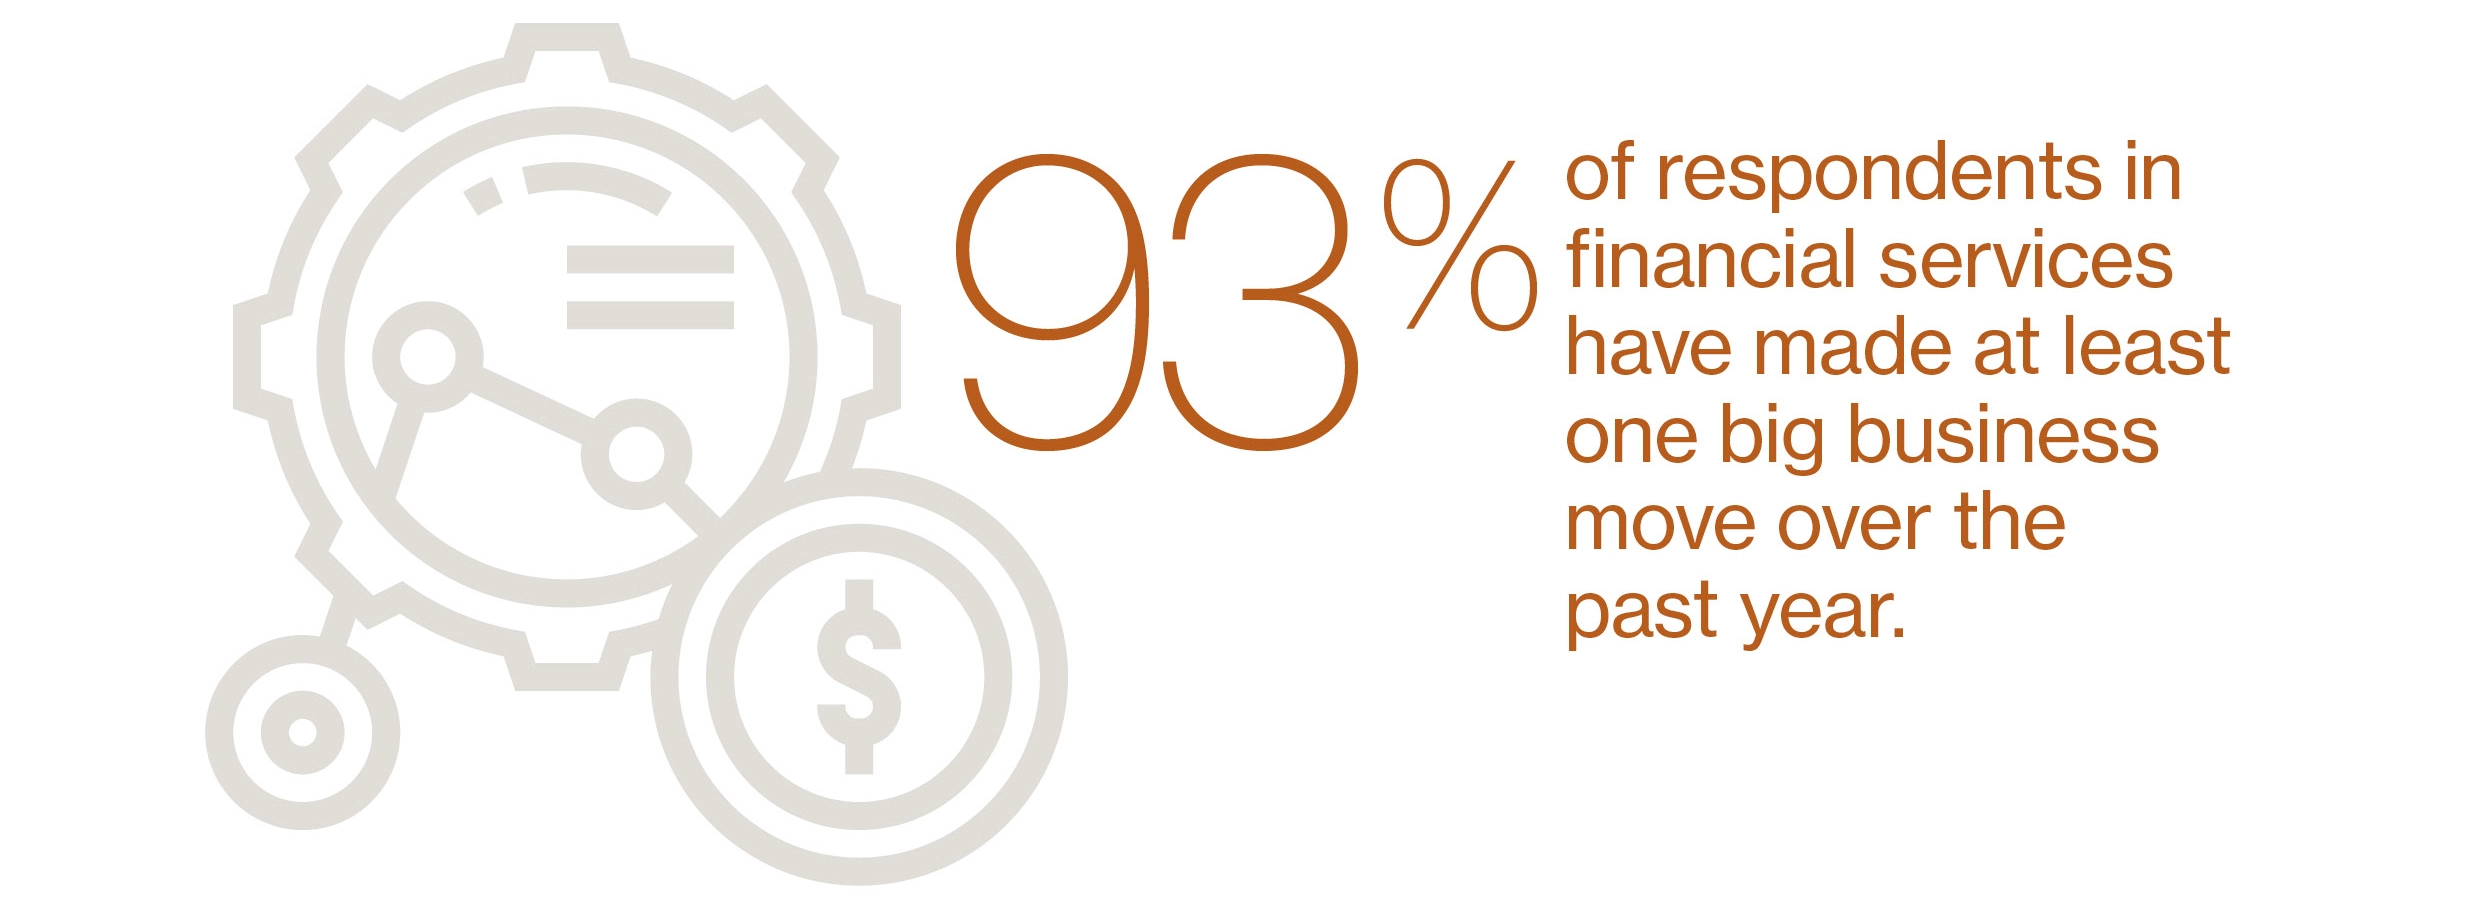 $
93%
of respondents in
financial services
have made at least
one big business
move over the
past year.